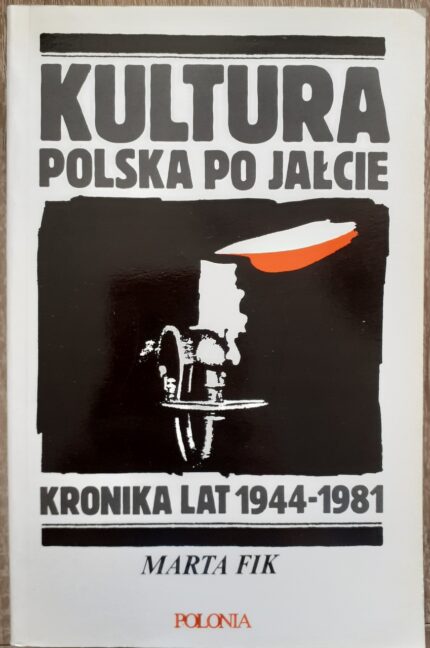 KULTURA
POLSKA PO JAŁCIE
KRONIKA LAT 1944-1981
MARTA FIK
POLONIA